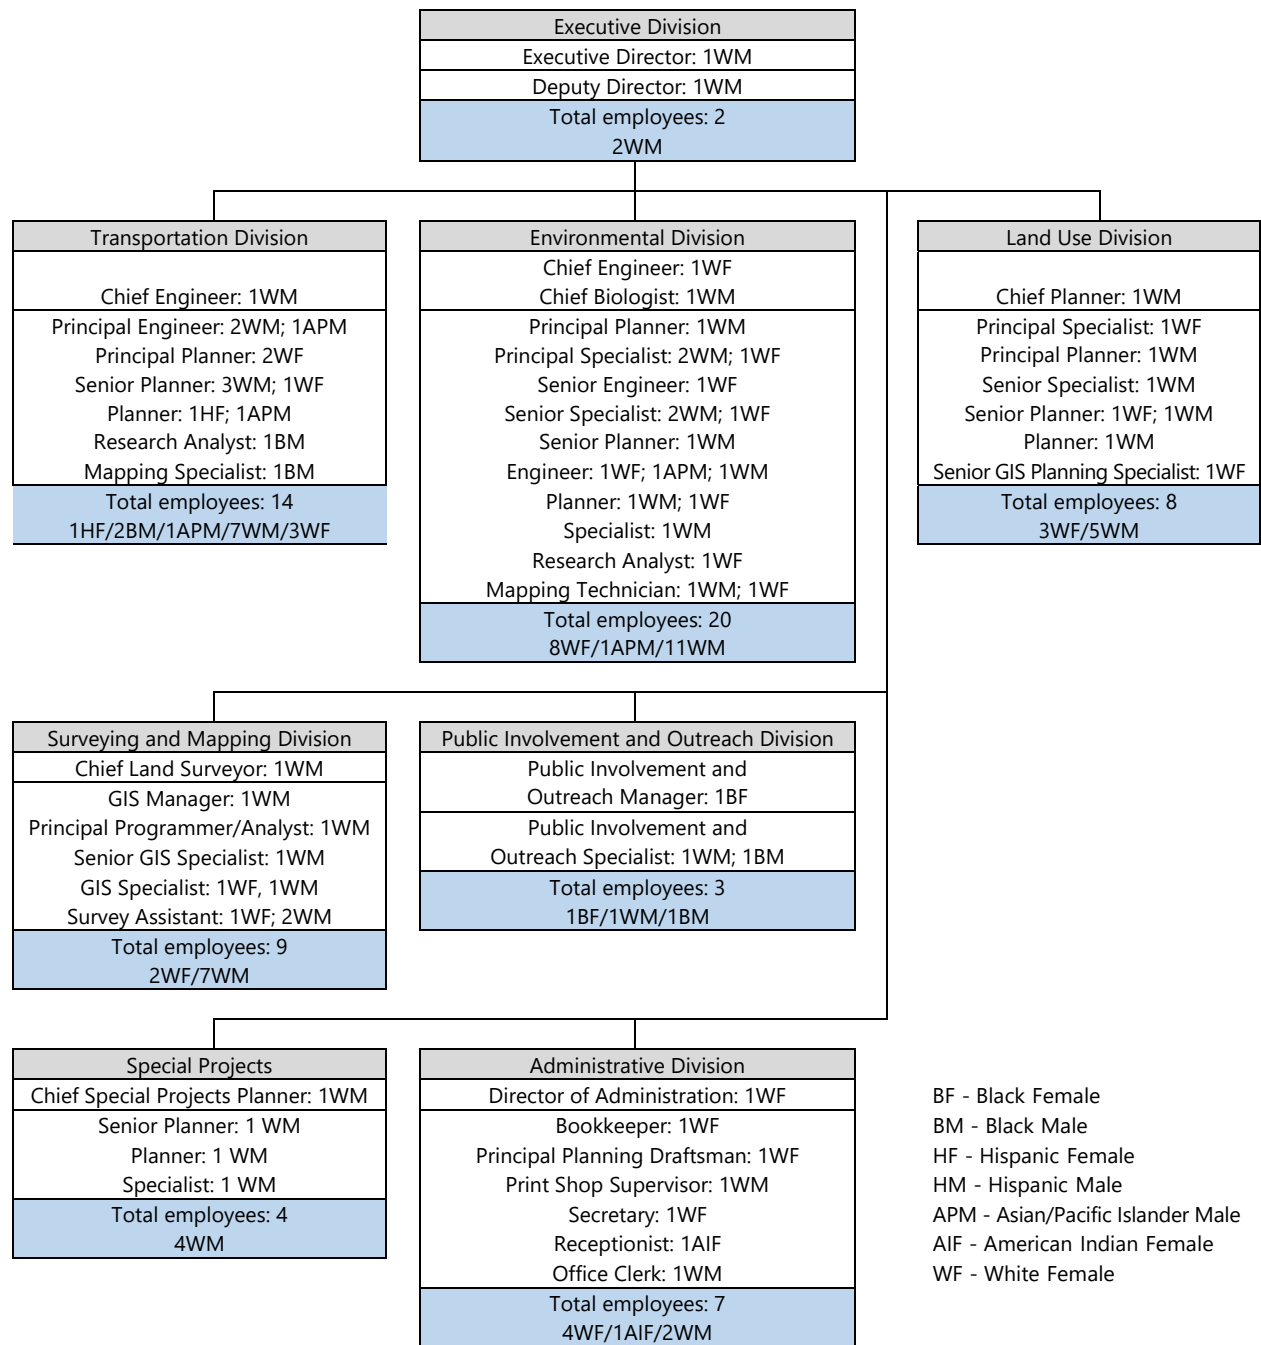 Executive Division
Executive Director: 1WM
Deputy Director: 1WM
Total employees: 2
2WM
Transportation Division
Chief Engineer: 1WM
Principal Engineer: 2WM; 1APM
Principal Planner: 2WF
Senior Planner: 3WM; 1WF
Planner: 1HF; 1APM
Research Analyst: 1BM
Mapping Specialist: 1BM
Total employees: 14
1HF/2BM/1APM/7WM/3WF
Environmental Division
Chief Engineer: 1WF
Chief Biologist: 1WM
Principal Planner: 1WM
Principal Specialist: 2WM; 1WF
Senior Engineer: 1WF
Senior Specialist: 2WM; 1WF
Senior Planner: 1WM
Engineer: 1WF; 1APM; 1WM
Planner: 1WM; 1WF
Specialist: 1WM
Research Analyst: 1WF
Mapping Technician: 1WM; 1WF
Total employees: 20
8WF/1APM/11WM
Land Use Division
Chief Planner: 1WM
Principal Specialist: 1WF
Principal Planner: 1WM
Senior Specialist: 1WM
Senior Planner: 1WF; 1WM
Planner: 1WM
Senior GIS Planning Specialist: 1WF
Total employees: 8
3WF/5WM
Surveying and Mapping Division
Chief Land Surveyor: 1WM
GIS Manager: 1WM
Principal Programmer/Analyst: 1WM
Senior GIS Specialist: 1WM
GIS Specialist: 1WF, 1WM
Survey Assistant: 1WF; 2WM
Total employees: 9
2WF/7WM
Public Involvement and Outreach Division
Public Involvement and
Outreach Manager: 1BF
Public Involvement and
Outreach Specialist: 1WM; 1BM
Total employees: 3
1BF/1WM/1BM
Special Projects
Chief Special Projects Planner: 1WM
Senior Planner: 1 WM
Planner: 1 WM
Specialist: 1 WM
Total employees: 4
4WM
Administrative Division
Director of Administration: 1WF
Bookkeeper: 1WF
Principal Planning Draftsman: 1WF
Print Shop Supervisor: 1WM
Secretary: 1WF
Receptionist: 1AIF
Office Clerk: 1WM
Total employees: 7
4WF/1AIF/2WM
BF - Black Female
BM - Black Male
HF - Hispanic Female
HM - Hispanic Male
APM - Asian/Pacific Islander Male
AIF - American Indian Female
WF - White Female